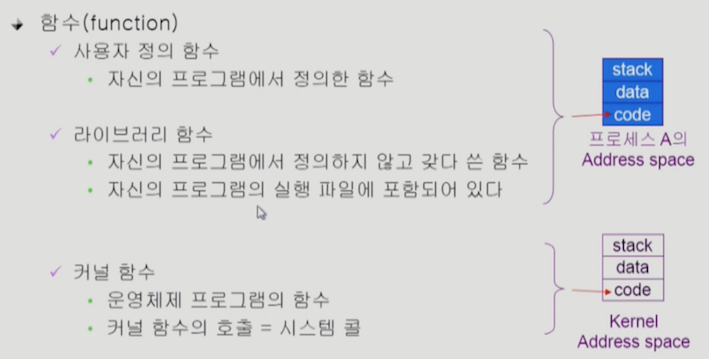 함수(function)
사용자 정의 함수
자신의 프로그램에서 정의한 함수
라이브러리 함수
자신의 프로그램에서 정의하지 않고 갖다 쓴 함수
자신의 프로그램의 실행 파일에 포함되어 있다
stack
data
code
프로세스 A의
Address space
커널 함수
운영체제 프로그램의 함수
커널 함수의 호출 = 시스템 콜
stack
data
code
Kernel
Address space